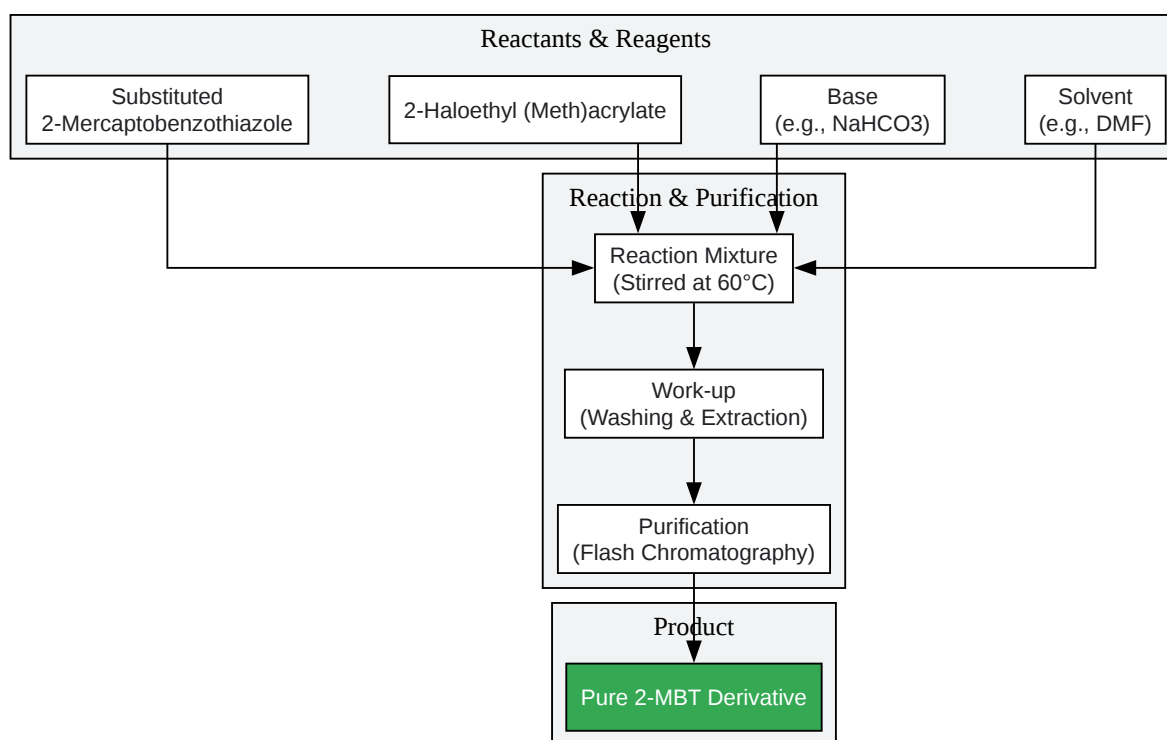 Reactants & Reagents
Substituted
2-Mercaptobenzothiazole
2-Haloethyl (Meth)acrylate
Base
(e.g., NaHCO3)
Solvent
(e.g., DMF)
Reaction & Purification
Reaction Mixture
(Stirred at 60°C)
Work-up
(Washing & Extraction)
Purification
(Flash Chromatography)
Product
Pure 2-MBT Derivative